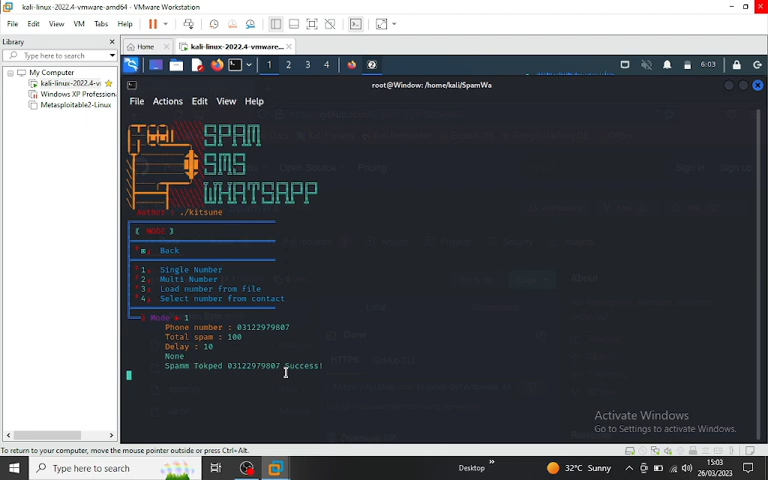 kali-linux-2022.4-vmware-amd64 - VMware Workstation
File Edit View VM Tabs Help
Library
Type here to search
My Computer
kali-linux-2022.4-v
Windows XP Profession
Metasploitable2-Linux
Home
kali-linux-2022.4-vmware...
1 2 3 4
6:03
root@Window: /home/kali/SpamWa
File Actions Edit View Help
SPAM
SMS
WHATSAPP
Author : ./kitsune
MODE
Back
1 Single Number
2 Multi Number
3 Load number from file
4 Select number from contact
Mode + 1
Phone number : 03122979807
Total spam : 100
Delay : 10
None
Spamm Tokped 03122979807 Success!
Activate Windows
Go to Settings to activate Windows.
To return to your computer, move the mouse pointer outside or press Ctrl+Alt.
Type here to search
Desktop
32°C Sunny
15:03
26/03/2023